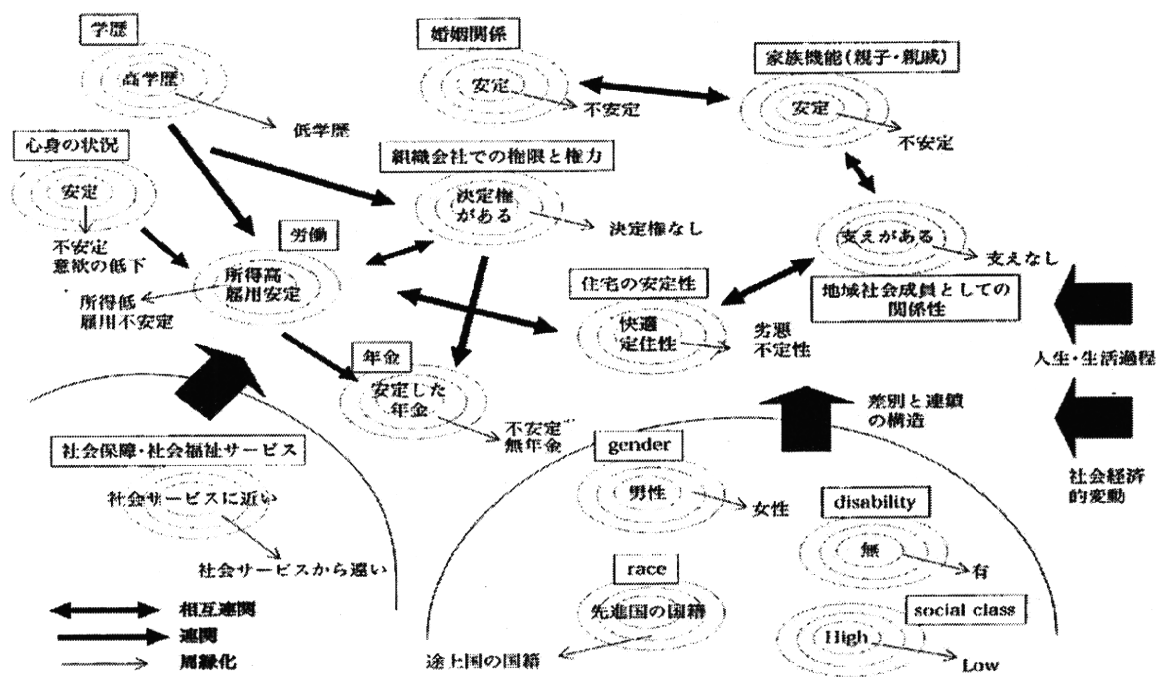 学歴
高学歴
低学歴
婚姻関係
安定
不安定
家族機能(親子・親戚)
安定
不安定
心身の状況
安定
不安定
意欲の低下
組織会社での権限と権力
決定権
がある
決定権なし
労働
所得高
雇用安定
所得低
雇用不安定
支えがある
支えなし
地域社会成員としての
関係性
住宅の安定性
快適
定住性
劣悪
不定性
年金
安定した
年金
不安定
無年金
人生・生活過程
差別と連鎖
の構造
社会経済
的変動
社会保障・社会福祉サービス
社会サービスに近い
社会サービスから遠い
gender
男性
女性
disability
無
有
race
先進国の国籍
途上国の国籍
social class
High
Low
相互連関
連関
周縁化